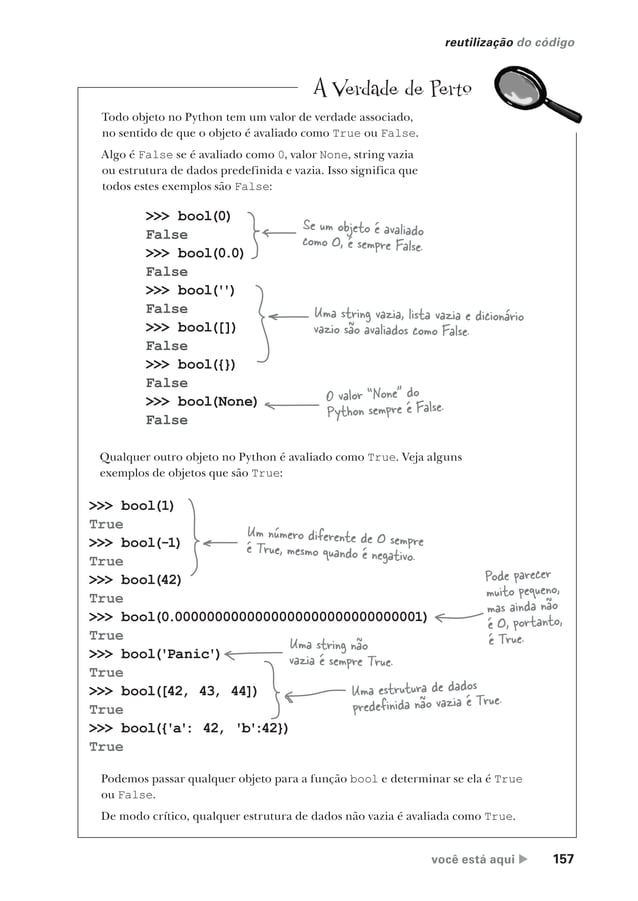 reutilização do código
A Verdade de Perto
Todo objeto no Python tem um valor de verdade associado,
no sentido de que o objeto é avaliado como True ou False.
Algo é False se é avaliado como 0, valor None, string vazia
ou estrutura de dados predefinida e vazia. Isso significa que
todos estes exemplos são False:
>>> bool(0)
False
>>> bool(0.0)
False
Se um objeto é avaliado
como 0, é sempre False.
>>> bool('')
False
>>> bool([])
False
>>> bool({})
False
Uma string vazia, lista vazia e dicionário
vazio são avaliados como False.
>>> bool(None)
False
O valor "None" do
Python sempre é False.
Qualquer outro objeto no Python é avaliado como True. Veja alguns
exemplos de objetos que são True:
>>> bool(1)
True
>>> bool(-1)
True
>>> bool(42)
True
Um número diferente de 0 sempre
é True, mesmo quando é negativo.
>>> bool(0.0000000000000000000000000000001)
True
Pode parecer
muito pequeno,
mas ainda não
é 0, portanto,
é True.
>>> bool('Panic')
True
Uma string não
vazia é sempre True.
>>> bool([42, 43, 44])
True
>>> bool({'a': 42, 'b':42})
True
Uma estrutura de dados
predefinida não vazia é True.
Podemos passar qualquer objeto para a função bool e determinar se ela é True
ou False.
De modo crítico, qualquer estrutura de dados não vazia é avaliada como True.
você está aqui ▶ 157